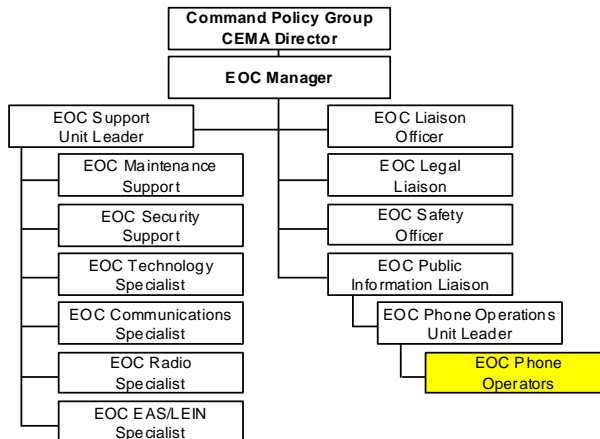 Command Policy Group
CEMA Director
EOC Manager
EOC Support
Unit Leader
EOC Maintenance
Support
EOC Security
Support
EOC Technology
Specialist
EOC Communications
Specialist
EOC Radio
Specialist
EOC EAS/LEIN
Specialist
EOC Liaison
Officer
EOC Legal
Liaison
EOC Safety
Officer
EOC Public
Information Liaison
EOC Phone Operations
Unit Leader
EOC Phone
Operators